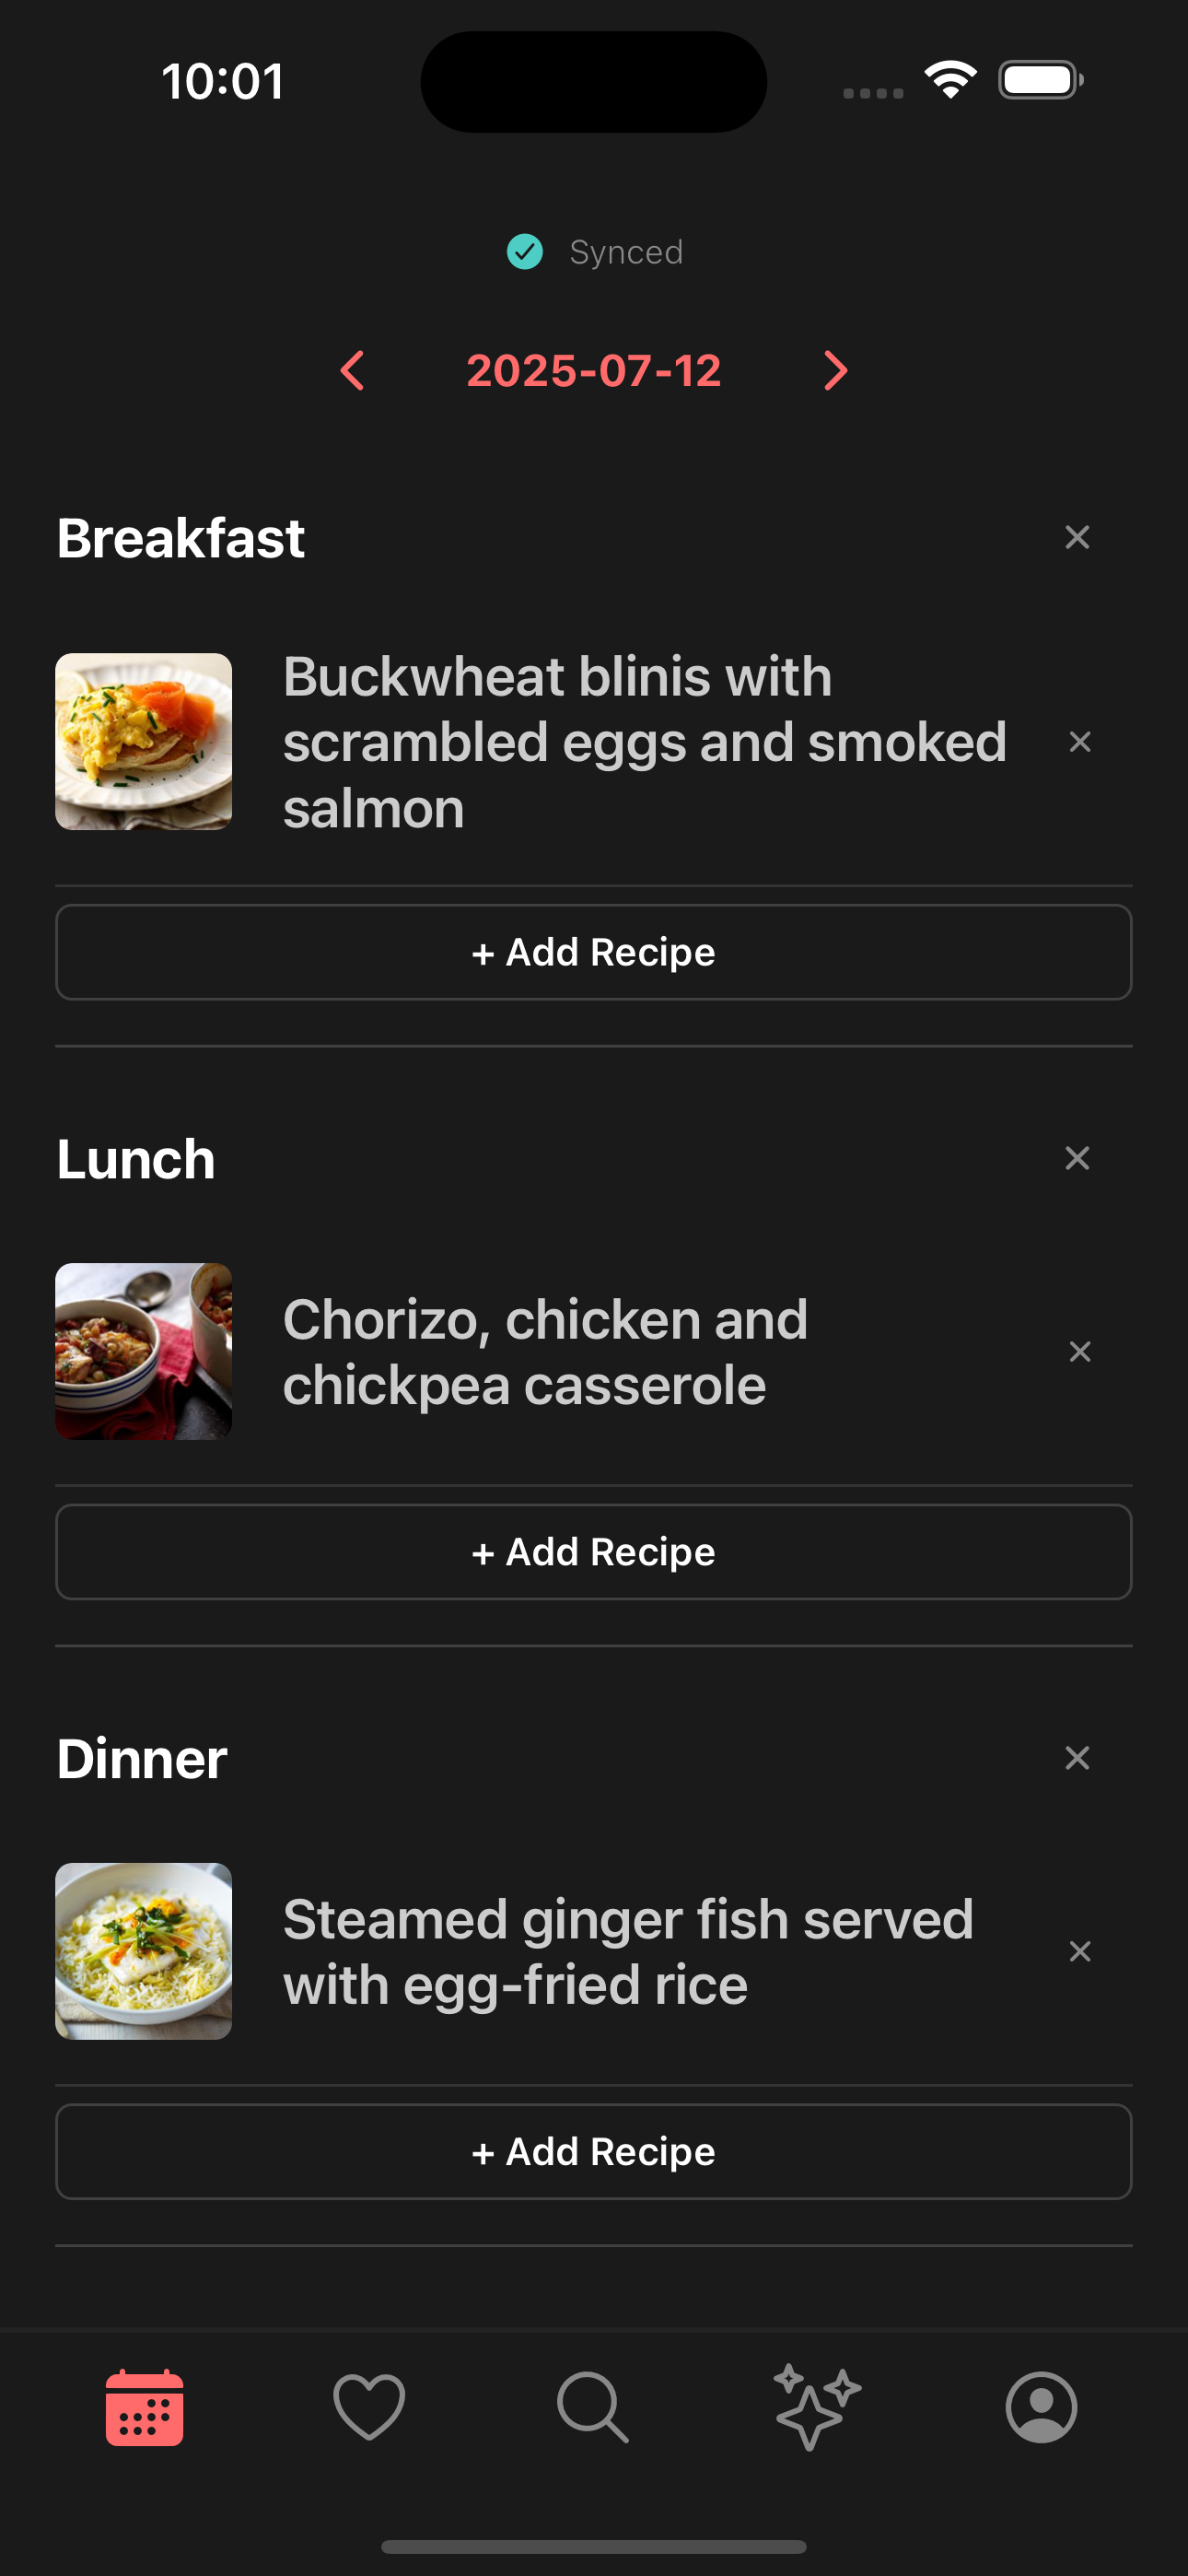 10:01
Synced
2025-07-12
Breakfast
Buckwheat blinis with
scrambled eggs and smoked
salmon
+ Add Recipe
Lunch
Chorizo, chicken and
chickpea casserole
+ Add Recipe
Dinner
Steamed ginger fish served
with egg-fried rice
+ Add Recipe